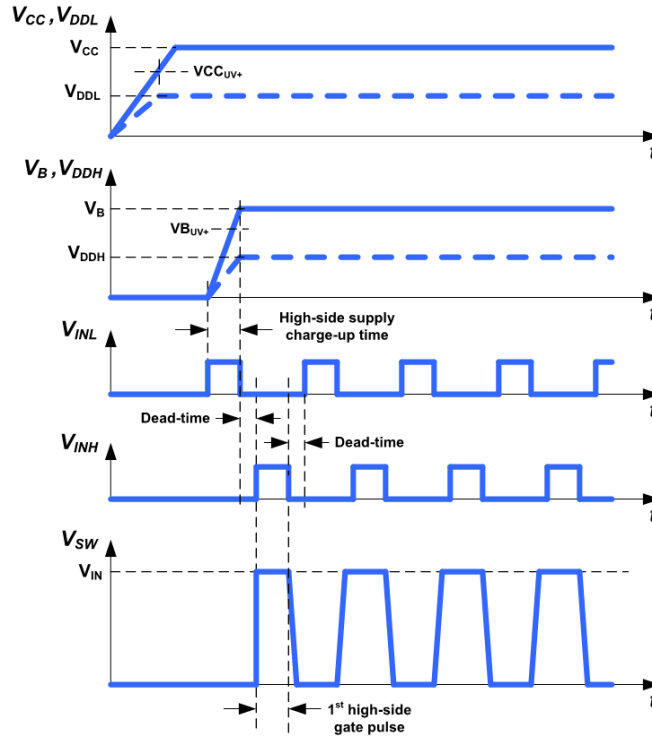 VCC ,VDDL
VCC
VCCUV+
VDDL
t
VB ,VDDH
VB
VBUV+
VDDH
t
High-side supply
charge-up time
VINL
t
Dead-time
VINH
Dead-time
t
VSW
VIN
t
1st high-side
gate pulse